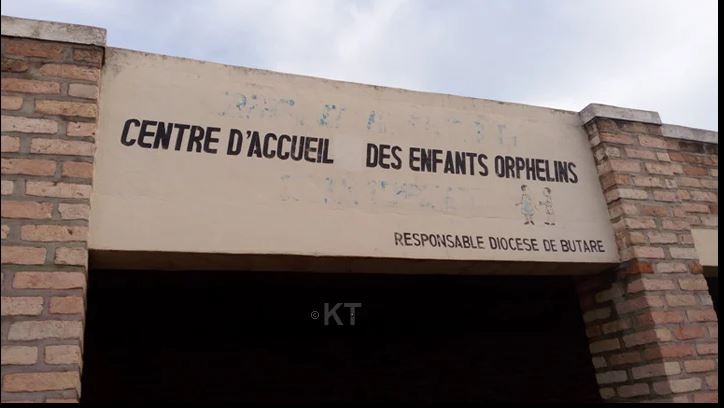 CENTRE D'ACCUEIL DES ENFANTS ORPHELINS
RESPONSABLE DIOCESE DE BUTARE
© KT